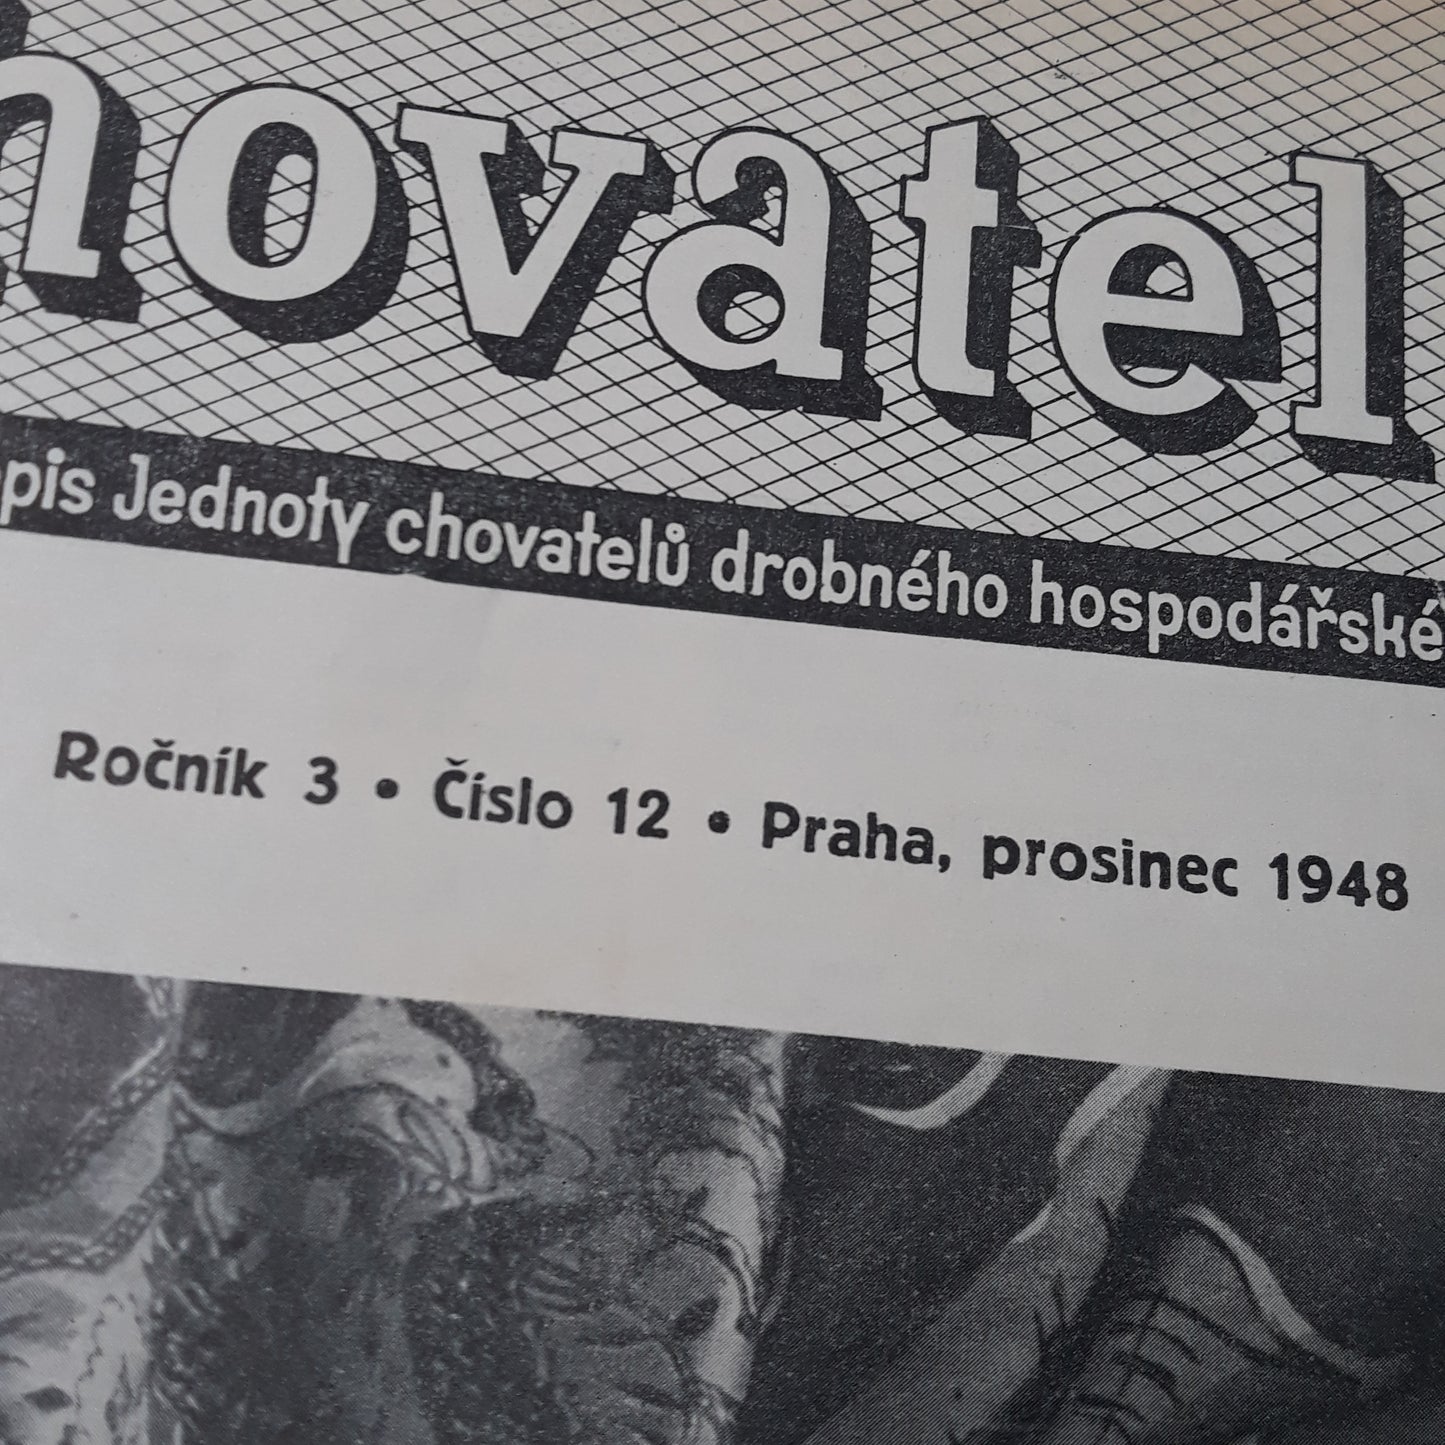 hovatel
pis Jednoty chovatelů drobného hospodářské
Ročník 3 • Číslo 12 • Praha, prosinec 1948